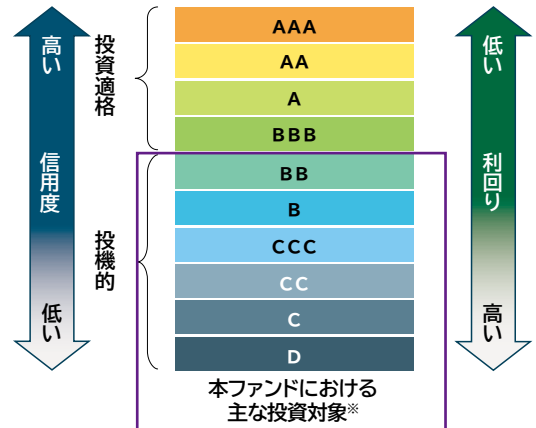 高い
信用度
低い
投資適格
投機的
AAA
AA
A
BBB
BB
B
CCC
CC
C
D
本ファンドにおける
主な投資対象※
低い
利回り
高い